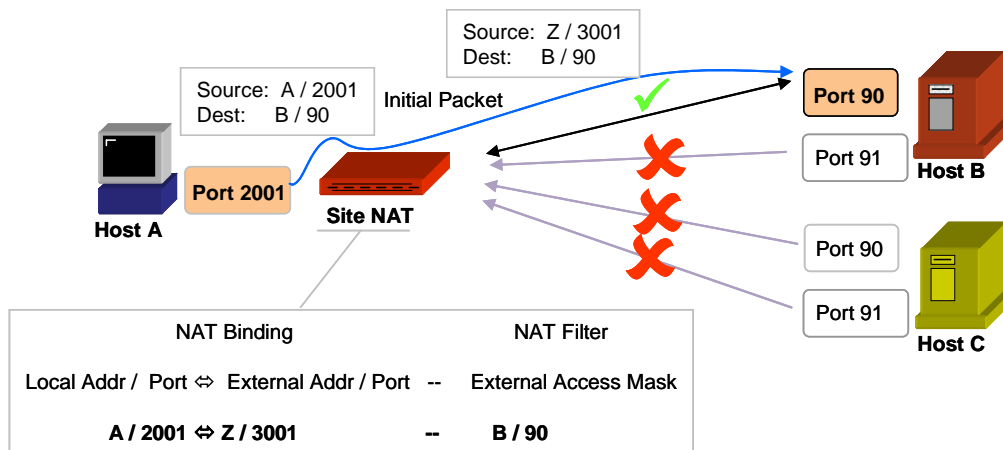 Source: Z / 3001
Dest: B / 90
Source: A / 2001
Dest: B / 90
Initial Packet
Port 90
Port 91
Host B
Port 2001
Host A
Site NAT
Port 90
Port 91
Host C
NAT Binding NAT Filter
Local Addr / Port ⇔ External Addr / Port -- External Access Mask
A / 2001 ⇔ Z / 3001 -- B / 90